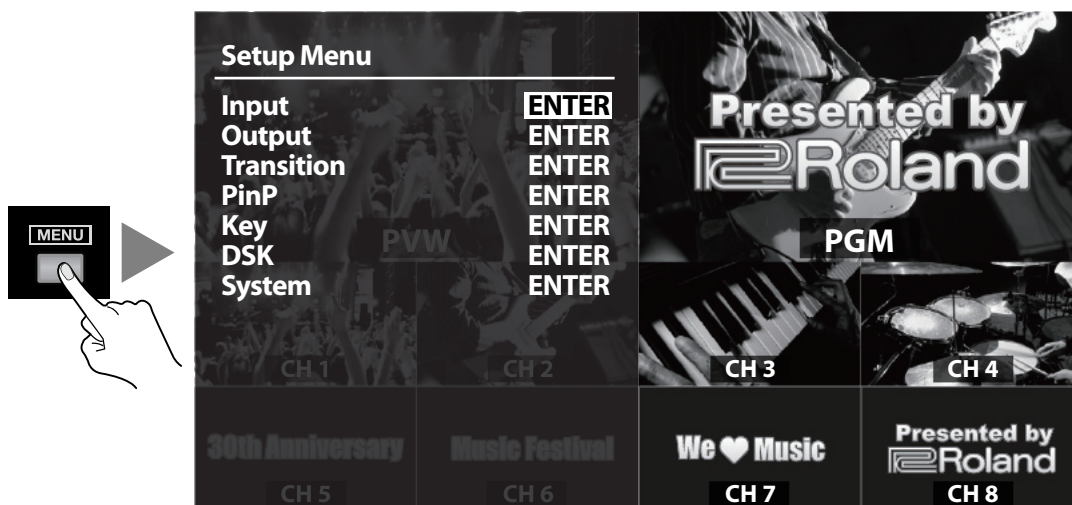 MENU
Setup Menu
Input ENTER
Output ENTER
Transition ENTER
PinP ENTER
Key ENTER
DSK ENTER
System ENTER
PVW
Presented by
Roland
PGM
CH 1
CH 2
CH 3
CH 4
30th Anniversary
CH 5
Music Festival
CH 6
We ♥ Music
CH 7
Presented by
Roland
CH 8